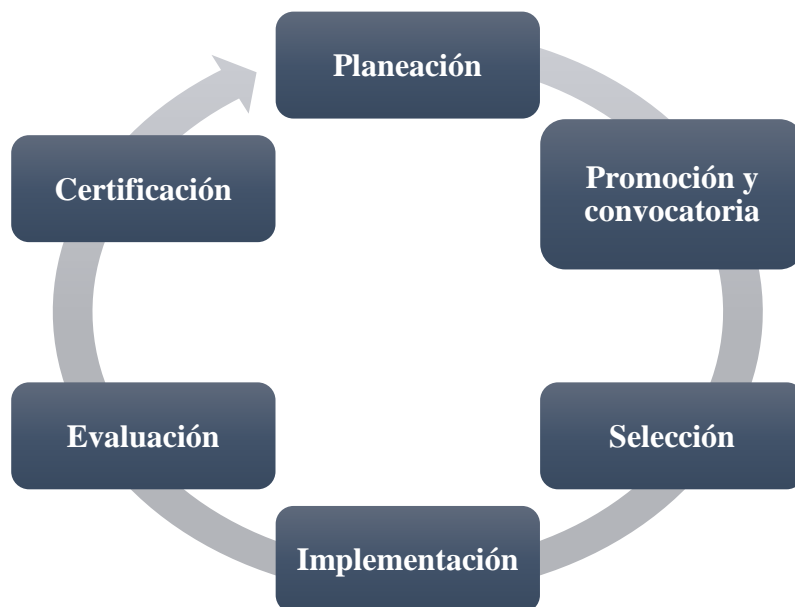 Planeación
Promoción y
convocatoria
Selección
Implementación
Evaluación
Certificación